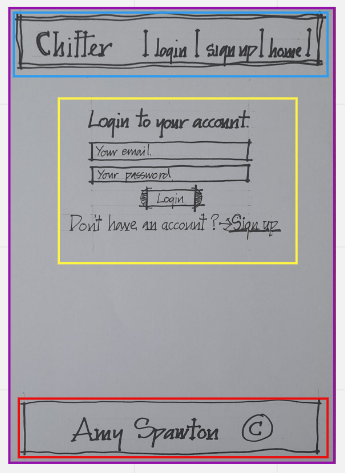 Chitter | login | sign up | home |
Login to your account.
Your email.
Your password.
Login
Don't have an account? → Sign up
Amy Spawton ©